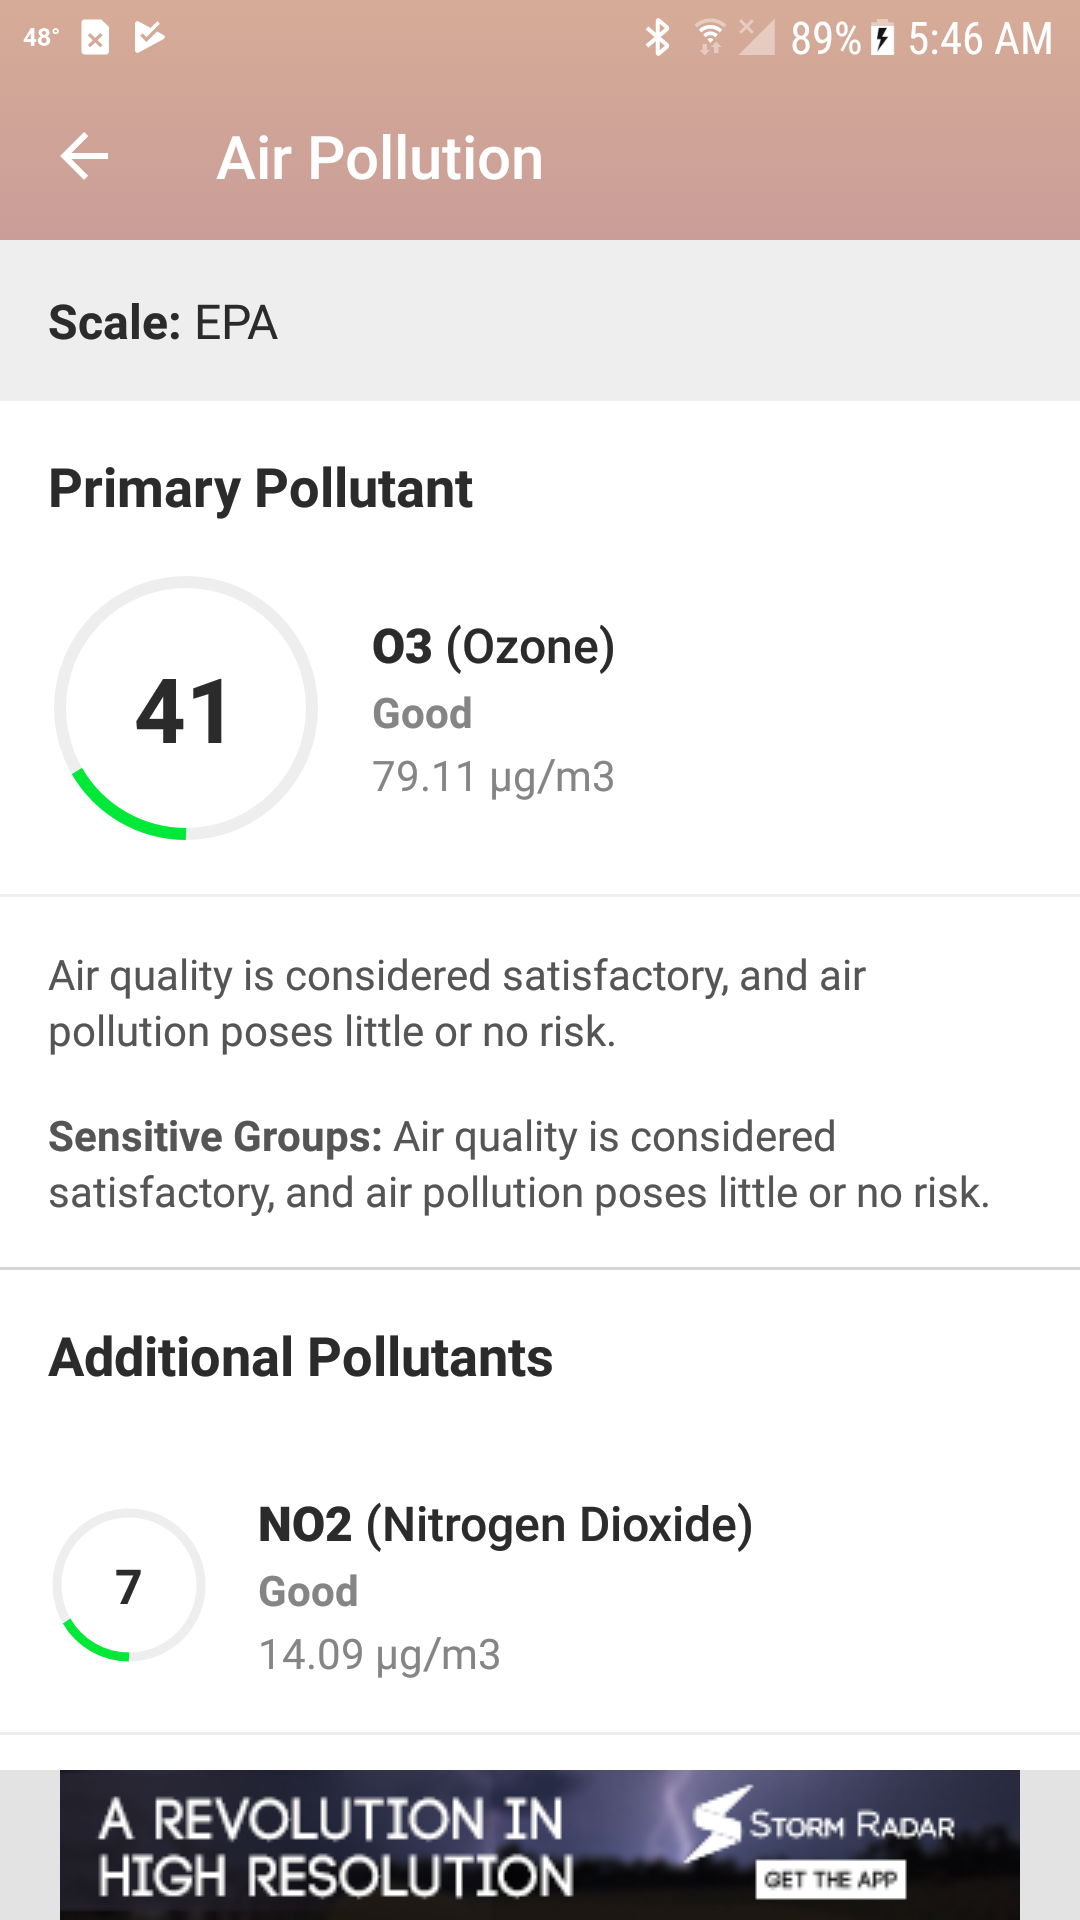 48° 89% 5:46 AM
Air Pollution
Scale: EPA
Primary Pollutant
41
O3 (Ozone)
Good
79.11 µg/m3
Air quality is considered satisfactory, and air
pollution poses little or no risk.
Sensitive Groups: Air quality is considered
satisfactory, and air pollution poses little or no risk.
Additional Pollutants
7
NO2 (Nitrogen Dioxide)
Good
14.09 µg/m3
A REVOLUTION IN
HIGH RESOLUTION
STORM RADAR
GET THE APP